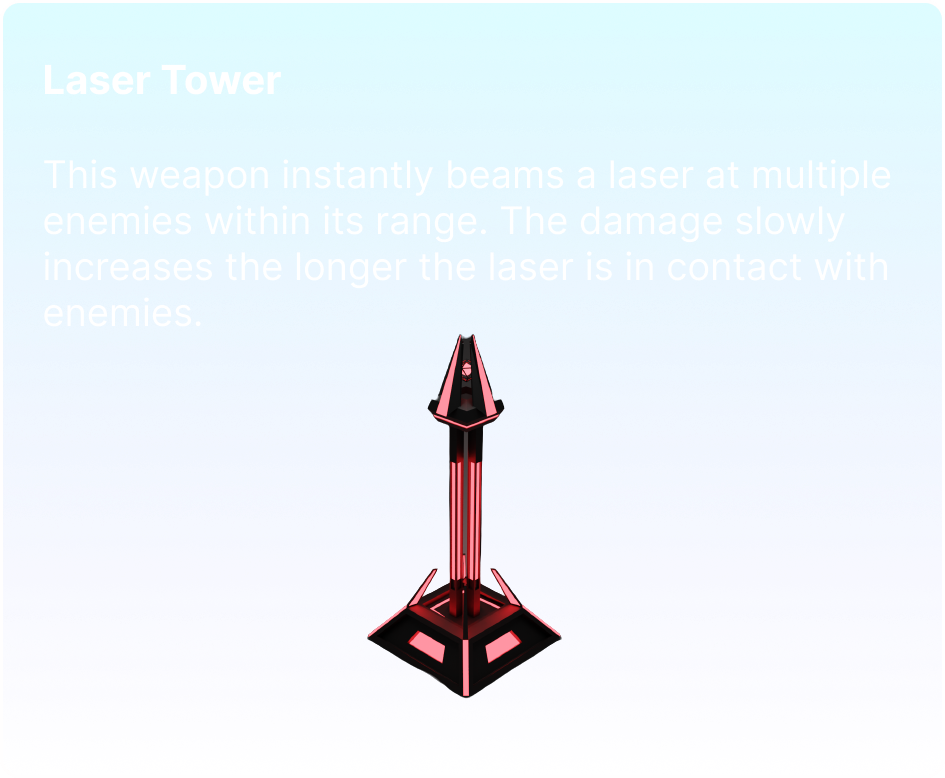 Laser Tower
This weapon instantly beams a laser at multiple
enemies within its range. The damage slowly
increases the longer the laser is in contact with
enemies.